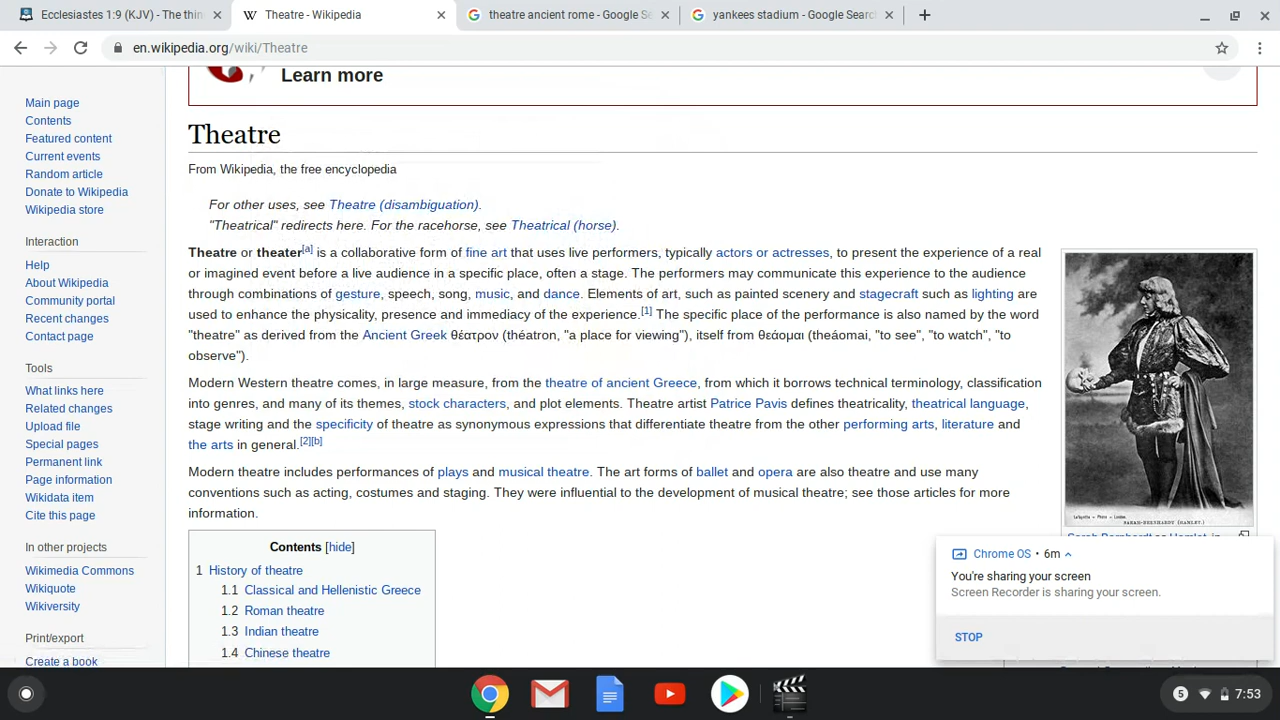 Ecclesiastes 1:9 (KJV) - The thin
Theatre - Wikipedia
theatre ancient rome - Google Se
yankees stadium - Google Search
en.wikipedia.org/wiki/Theatre
Learn more
Main page
Contents
Featured content
Current events
Random article
Donate to Wikipedia
Wikipedia store
Interaction
Help
About Wikipedia
Community portal
Recent changes
Contact page
Tools
What links here
Related changes
Upload file
Special pages
Permanent link
Page information
Wikidata item
Cite this page
In other projects
Wikimedia Commons
Wikiquote
Wikiversity
Print/export
Create a book
Theatre
From Wikipedia, the free encyclopedia
For other uses, see Theatre (disambiguation).
"Theatrical" redirects here. For the racehorse, see Theatrical (horse).
Theatre or theater[a] is a collaborative form of fine art that uses live performers, typically actors or actresses, to present the experience of a real
or imagined event before a live audience in a specific place, often a stage. The performers may communicate this experience to the audience
through combinations of gesture, speech, song, music, and dance. Elements of art, such as painted scenery and stagecraft such as lighting are
used to enhance the physicality, presence and immediacy of the experience.[1] The specific place of the performance is also named by the word
"theatre" as derived from the Ancient Greek θέατρον (théatron, "a place for viewing"), itself from θεάομαι (theáomai, "to see", "to watch", "to
observe").
Modern Western theatre comes, in large measure, from the theatre of ancient Greece, from which it borrows technical terminology, classification
into genres, and many of its themes, stock characters, and plot elements. Theatre artist Patrice Pavis defines theatricality, theatrical language,
stage writing and the specificity of theatre as synonymous expressions that differentiate theatre from the other performing arts, literature and
the arts in general.[2][b]
Modern theatre includes performances of plays and musical theatre. The art forms of ballet and opera are also theatre and use many
conventions such as acting, costumes and staging. They were influential to the development of musical theatre; see those articles for more
information.
Contents [hide]
1 History of theatre
1.1 Classical and Hellenistic Greece
1.2 Roman theatre
1.3 Indian theatre
1.4 Chinese theatre
Lafayette - Photo - London
SARAH-BERNHARDT (HAMLET.)
Sarah Bernhardt as Hamlet, in
Chrome OS • 6m
You're sharing your screen
Screen Recorder is sharing your screen.
STOP
5
7:53